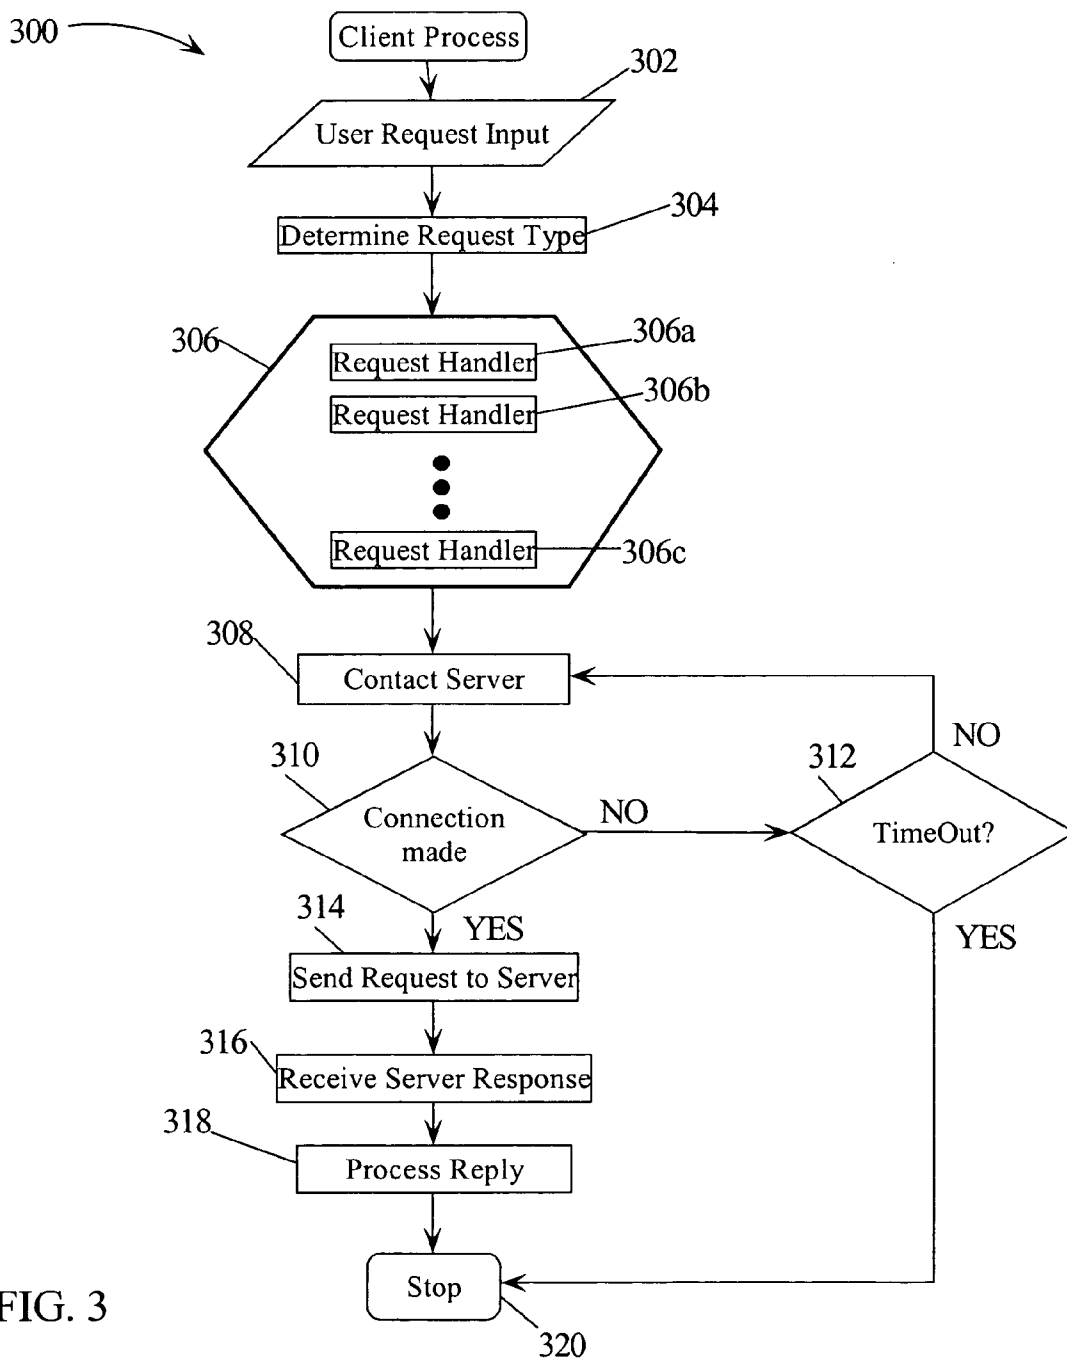 300
Client Process
302
User Request Input
304
Determine Request Type
306
306a
Request Handler
306b
Request Handler
Request Handler
306c
308
Contact Server
310
Connection
made
NO
312
TimeOut?
NO
YES
314
YES
Send Request to Server
316
Receive Server Response
318
Process Reply
Stop
320
FIG. 3